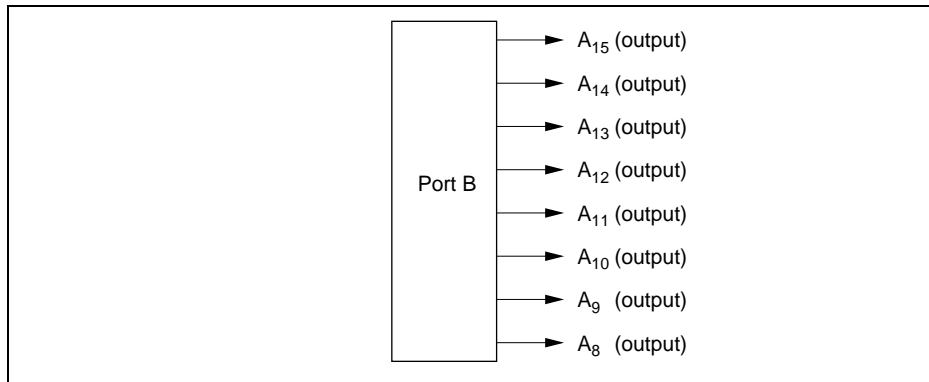 A15 (output)
A14 (output)
A13 (output)
A12 (output)
Port B
A11 (output)
A10 (output)
A9 (output)
A8 (output)